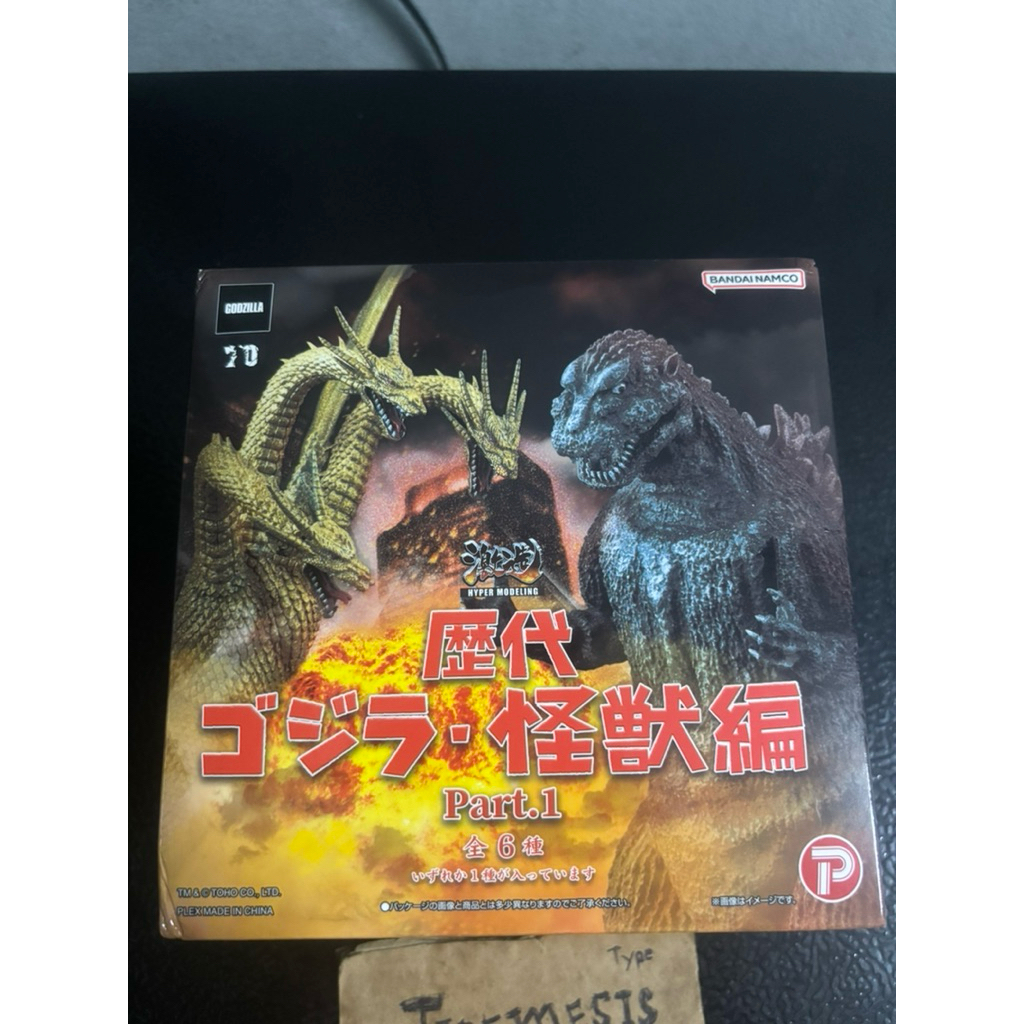 GODZILLA
70
BANDAI NAMCO
激造
HYPER MODELING
歴代
ゴジラ・怪獣編
Part.1
全6種
いずれか1種が入っています
TM & © TOHO CO., LTD.
PLEX MADE IN CHINA
●パッケージの画像と商品とは多少異なりますのでご了承ください。
※画像はイメージです。
P
Type